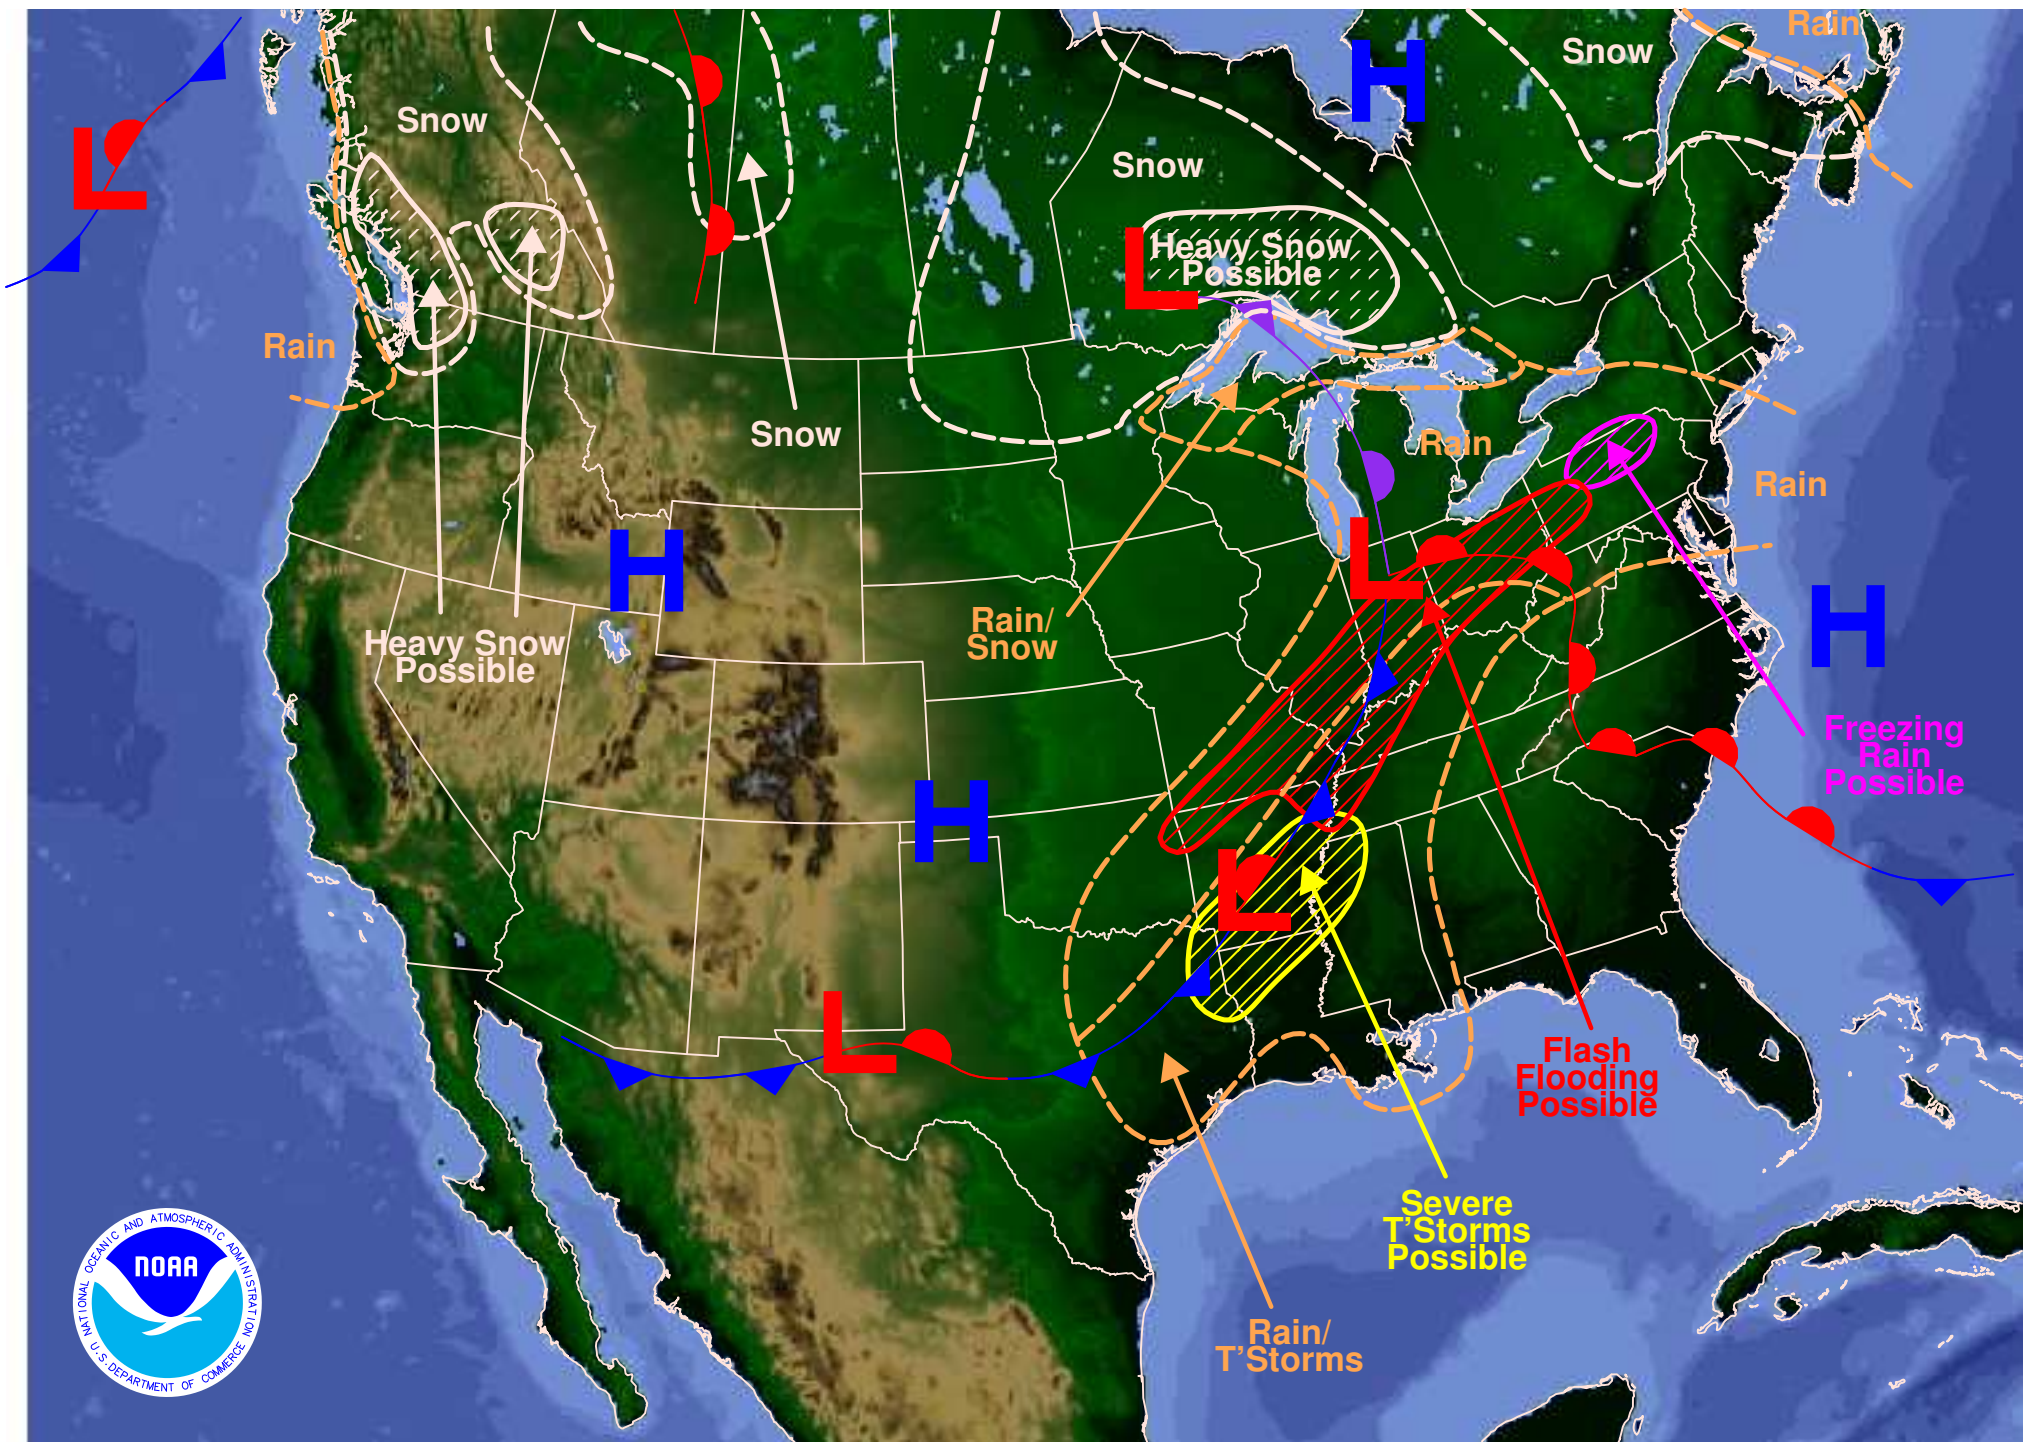 Rain
Snow
H
Snow
L
Snow
L
Heavy Snow
Possible
Rain
Snow
Rain
Rain
H
L
H
Rain/
Snow
Heavy Snow
Possible
Freezing
Rain
Possible
H
L
L
Flash
Flooding
Possible
Severe
T'Storms
Possible
Rain/
T'Storms
NATIONAL OCEANIC AND ATMOSPHERIC ADMINISTRATION
NOAA
U.S. DEPARTMENT OF COMMERCE